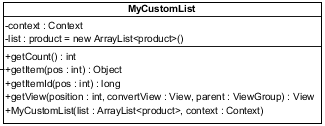 MyCustomList
-context : Context
-list : product = new ArrayList<product>()
+getCount() : int
+getItem(pos : int) : Object
+getItemId(pos : int) : long
+getView(position : int, convertView : View, parent : ViewGroup) : View
+MyCustomList(list : ArrayList<product>, context : Context)